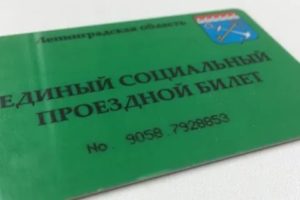 Ленинградская область
ЕДИНЫЙ СОЦИАЛЬНЫЙ
ПРОЕЗДНОЙ БИЛЕТ
No 9058 7928853